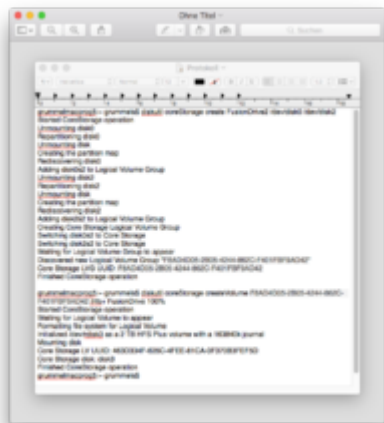 Ohne Titel
Suchen
Protokoll
diskutil coreStorage create FusionDrive2 /dev/disk0 /dev/disk2
Started CoreStorage operation
Unmounting disk0
Repartitioning disk0
Unmounting disk
Creating the partition map
Rediscovering disk0
Adding disk0s2 to Logical Volume Group
Unmounting disk2
Repartitioning disk2
Unmounting disk
Creating the partition map
Rediscovering disk2
Adding disk2s2 to Logical Volume Group
Creating Core Storage Logical Volume Group
Switching disk0s2 to Core Storage
Switching disk2s2 to Core Storage
Waiting for Logical Volume Group to appear
Discovered new Logical Volume Group
Core Storage LVG UUID:
Finished CoreStorage operation
diskutil coreStorage createVolume
FusionDrive 100%
Started CoreStorage operation
Waiting for Logical Volume to appear
Formatting file system for Logical Volume
Initialized as a 2 TB HFS Plus volume with a journal
Mounting disk
Core Storage LV UUID:
Core Storage disk: disk3
Finished CoreStorage operation